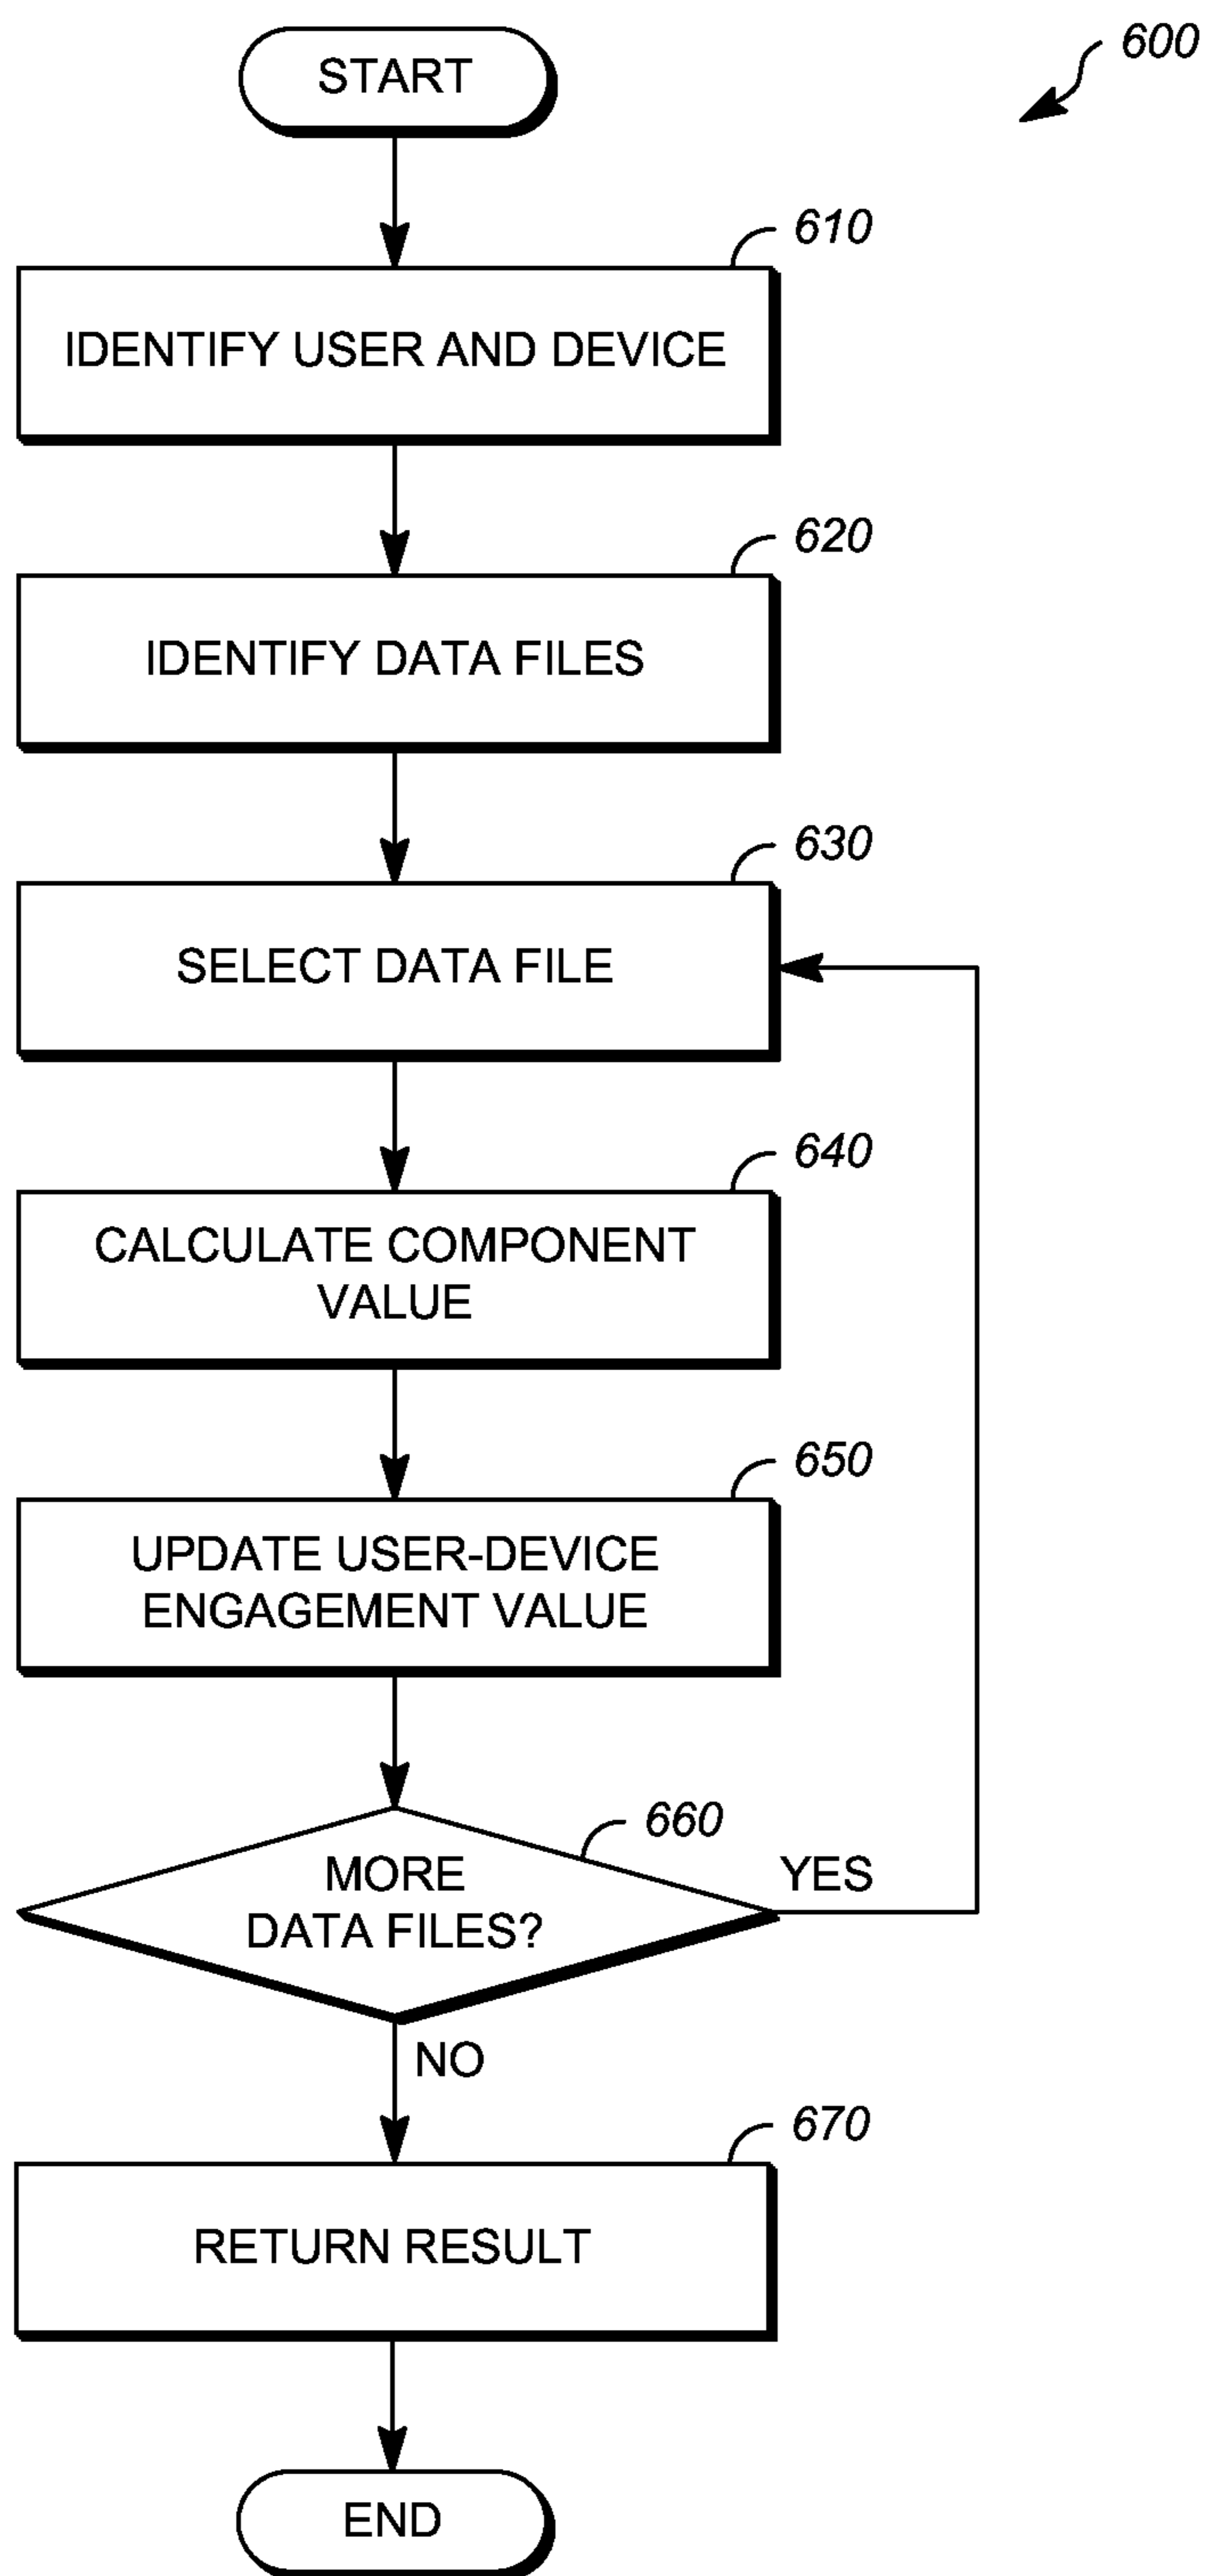 START
600
610
IDENTIFY USER AND DEVICE
620
IDENTIFY DATA FILES
630
SELECT DATA FILE
640
CALCULATE COMPONENT
VALUE
650
UPDATE USER-DEVICE
ENGAGEMENT VALUE
660
MORE
DATA FILES?
YES
NO
670
RETURN RESULT
END